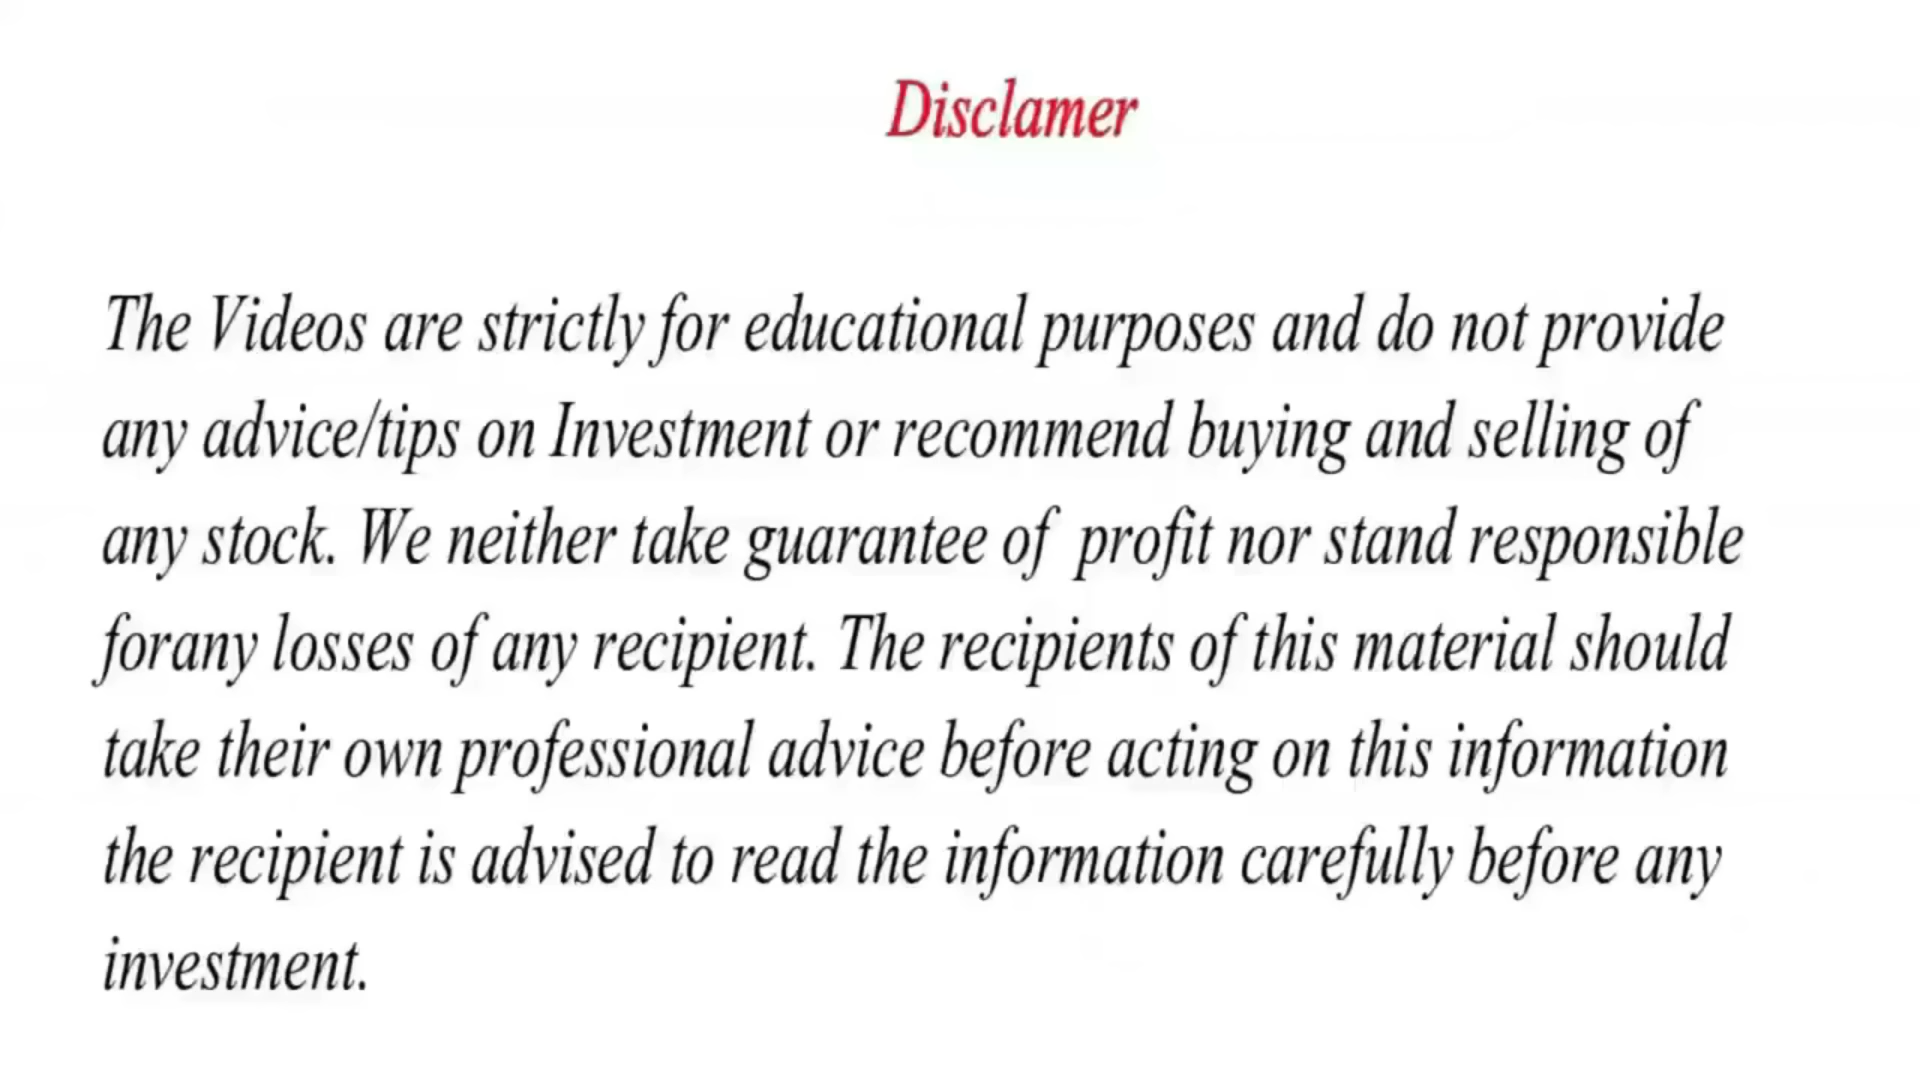 Disclamer
The Videos are strictly for educational purposes and do not provide
any advice/tips on Investment or recommend buying and selling of
any stock. We neither take guarantee of profit nor stand responsible
forany losses of any recipient. The recipients of this material should
take their own professional advice before acting on this information
the recipient is advised to read the information carefully before any
investment.